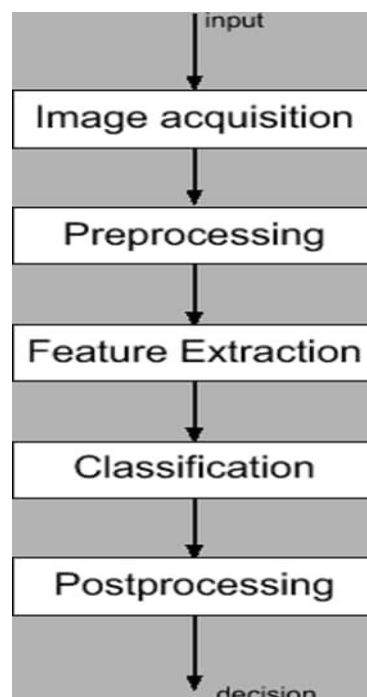 input
Image acquisition
Preprocessing
Feature Extraction
Classification
Postprocessing
decision